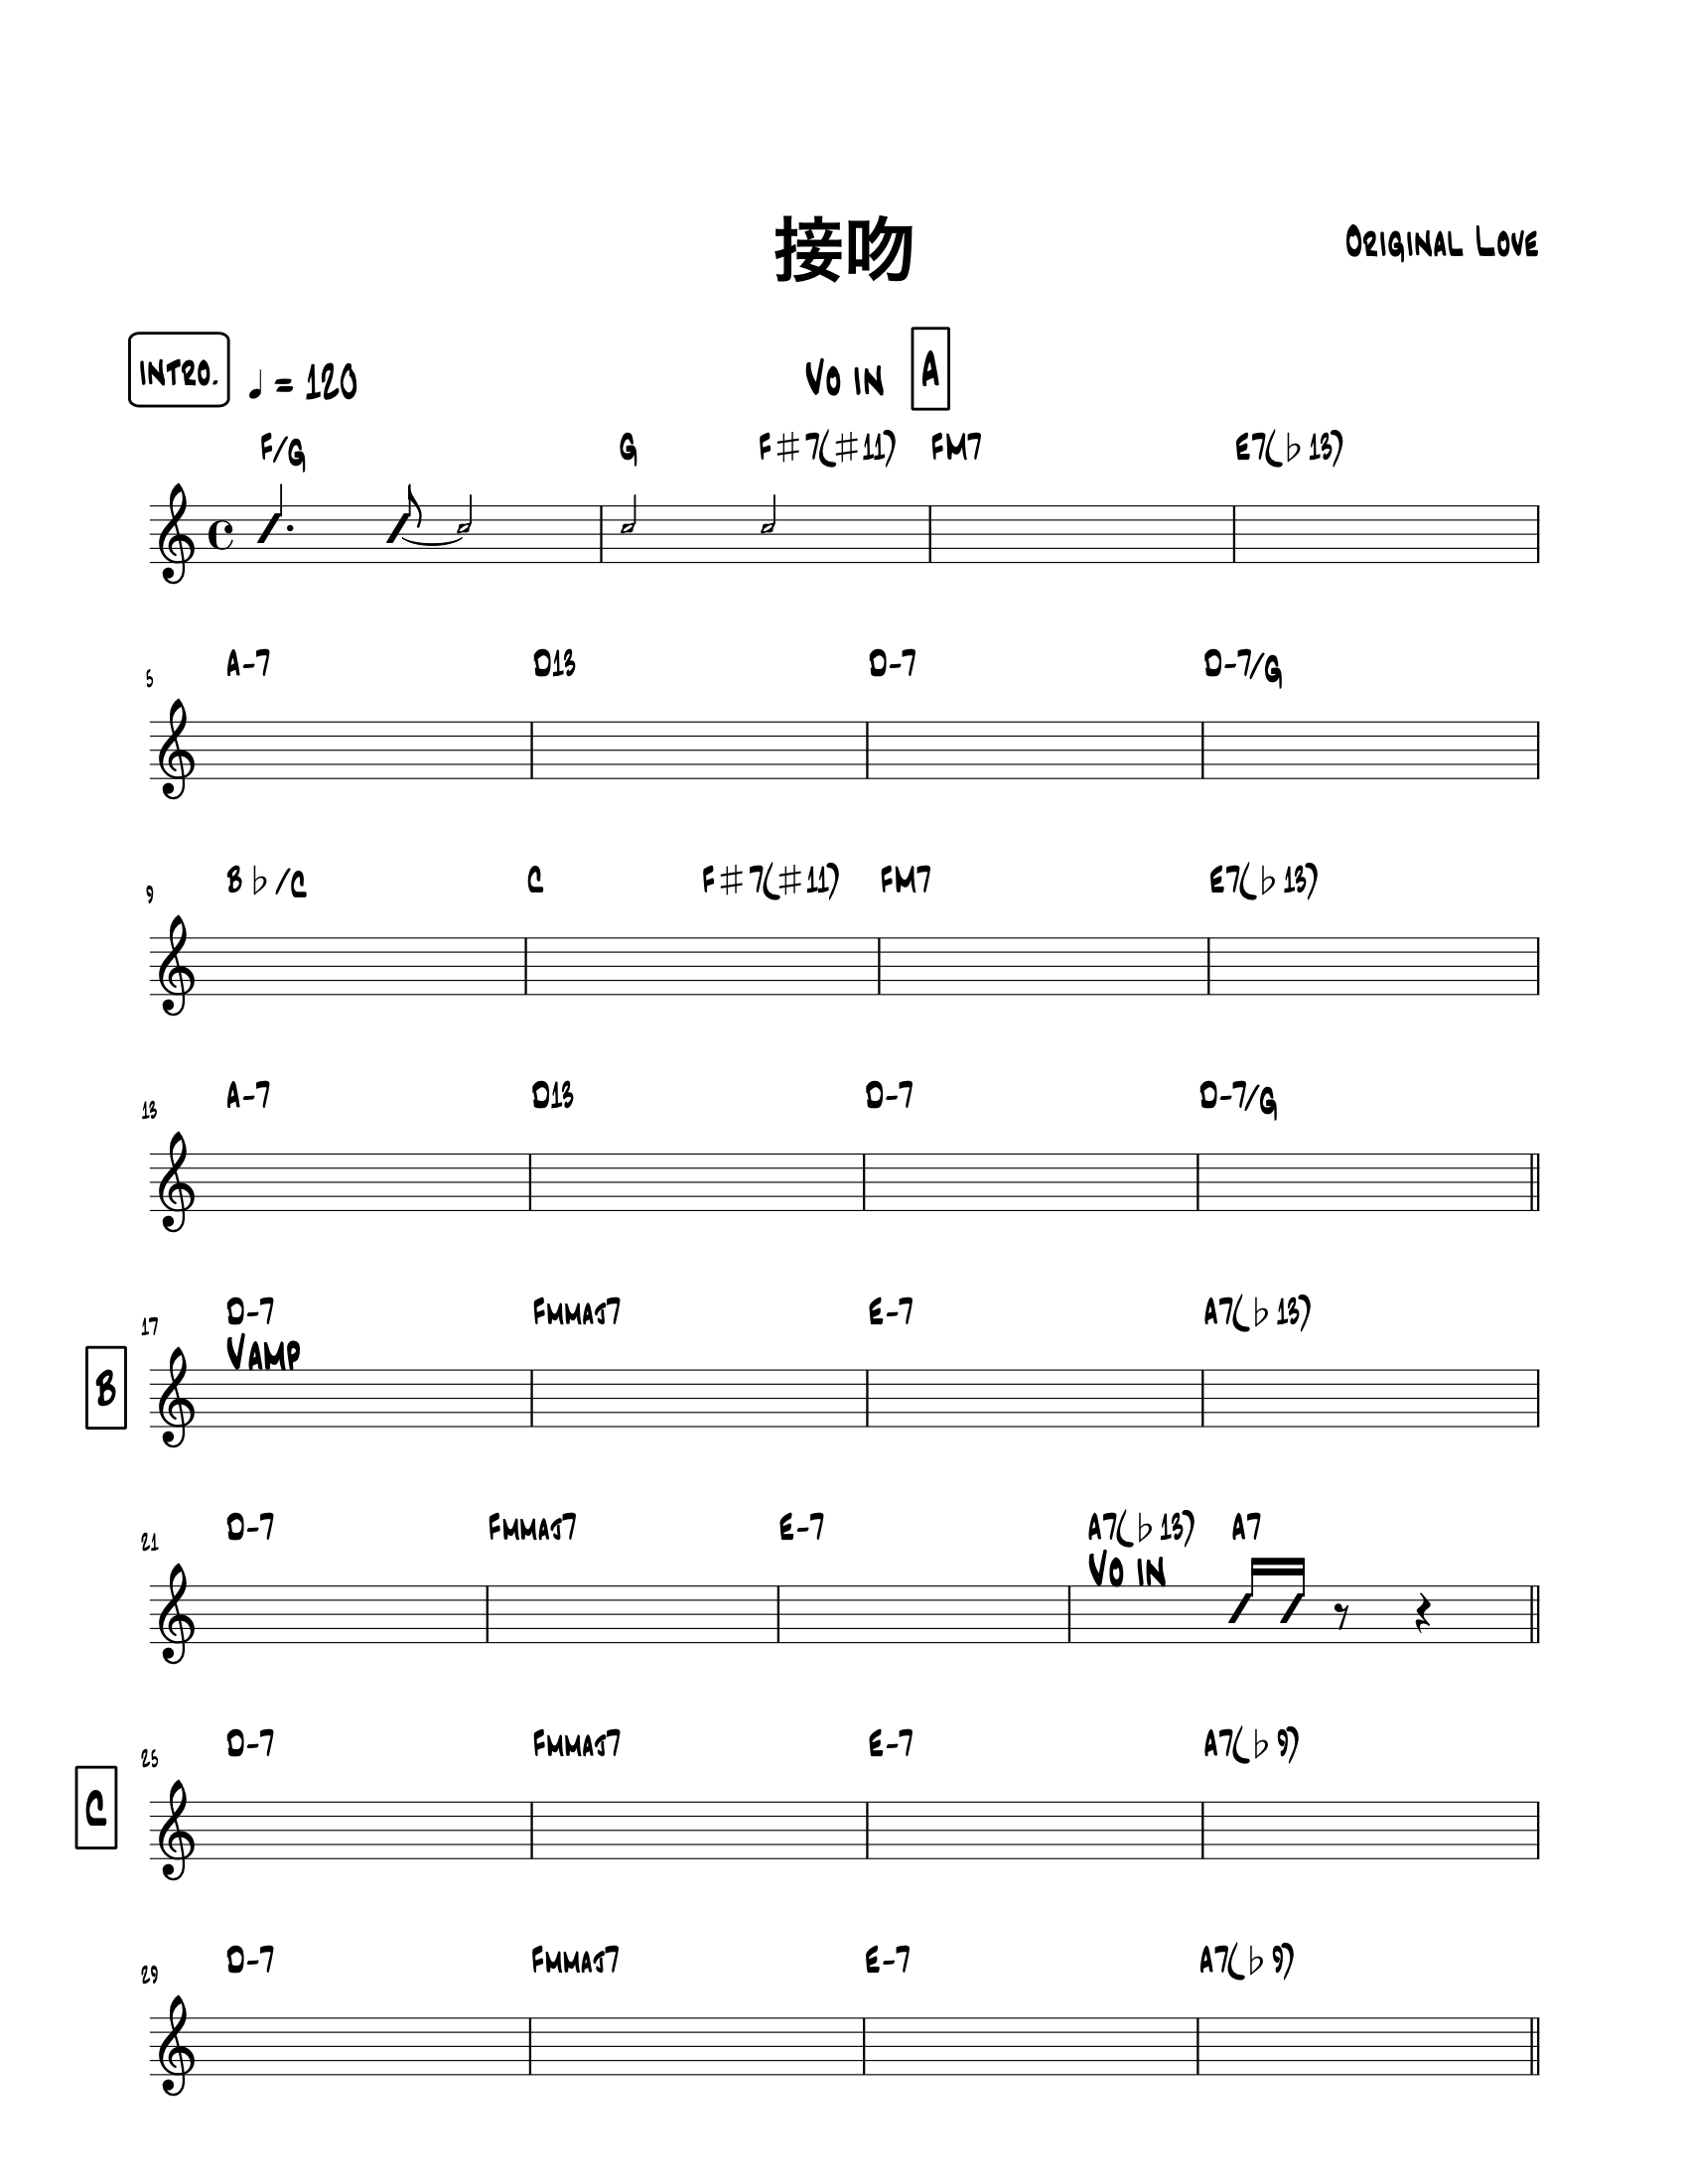 接吻
Original Love
INTRO. ♩ = 120 Vo in A
F/G G F♯7(♯11) FM7 E7(♭13)
5 A-7 D13 D-7 D-7/G
9 B♭/C C F♯7(♯11) FM7 E7(♭13)
13 A-7 D13 D-7 D-7/G
17 D-7 Fmmaj7 E-7 A7(♭13)
Vamp
B
21 D-7 Fmmaj7 E-7 A7(♭13) A7
Vo in
25 D-7 Fmmaj7 E-7 A7(♭9)
C
29 D-7 Fmmaj7 E-7 A7(♭9)